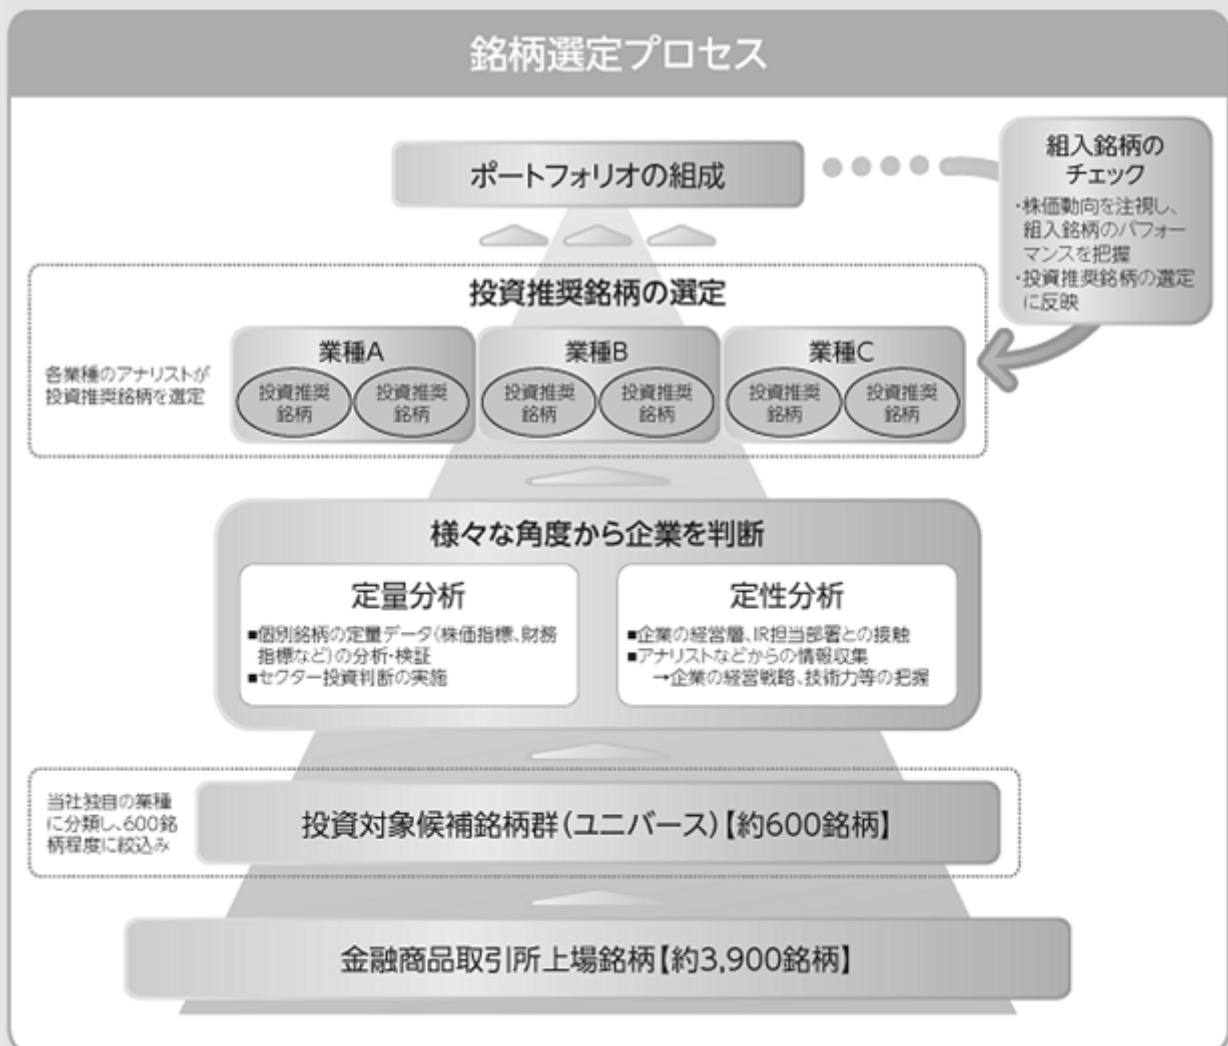 銘柄選定プロセス
ポートフォリオの組成
組入銘柄の
チェック
・株価動向を注視し、
組入銘柄のパフォー
マンスを把握
・投資推奨銘柄の選定
に反映
投資推奨銘柄の選定
各業種のアナリストが
投資推奨銘柄を選定
業種A
投資推奨
銘柄
投資推奨
銘柄
業種B
投資推奨
銘柄
投資推奨
銘柄
業種C
投資推奨
銘柄
投資推奨
銘柄
様々な角度から企業を判断
定量分析
■個別銘柄の定量データ(株価指標、財務
指標など)の分析・検証
■セクター投資判断の実施
定性分析
■企業の経営層、IR担当部署との接触
■アナリストなどからの情報収集
→企業の経営戦略、技術力等の把握
当社独自の業種
に分類し、600銘
柄程度に絞込み
投資対象候補銘柄群(ユニバース)【約600銘柄】
金融商品取引所上場銘柄【約3,900銘柄】